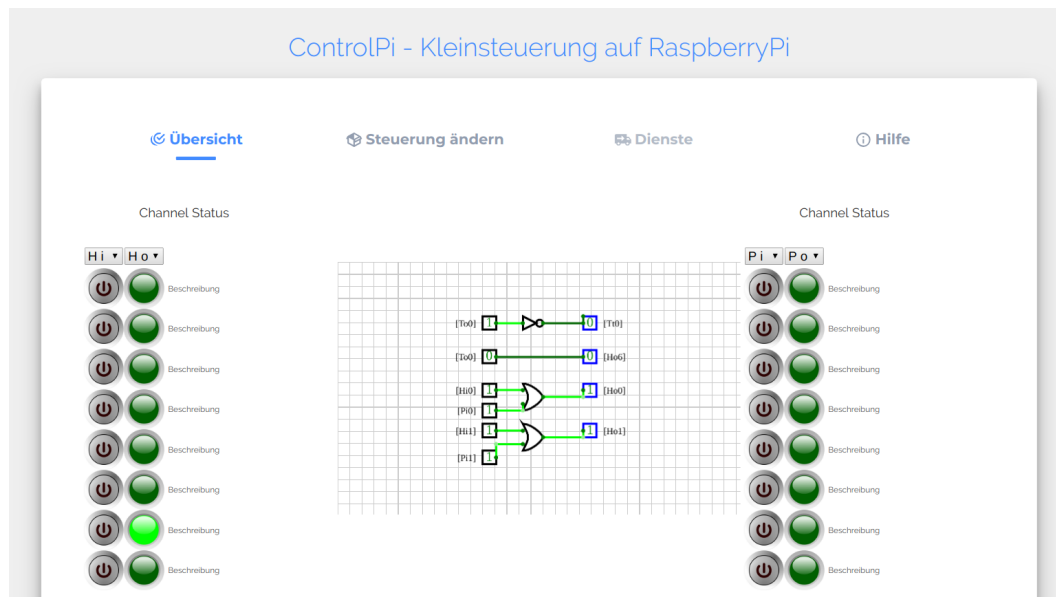 ControlPi - Kleinsteuerung auf RaspberryPi
Übersicht
Steuerung ändern
Dienste
Hilfe
Channel Status
Hi Ho
Beschreibung
Beschreibung
Beschreibung
Beschreibung
Beschreibung
Beschreibung
Beschreibung
Beschreibung
[To0] 1 0 [Tt0]
[To0] 0 0 [Ho6]
[Hi0] 1 1 [Ho0]
[Pi0] 1
[Hi1] 1 1 [Ho1]
[Pi1] 1
Channel Status
Pi Po
Beschreibung
Beschreibung
Beschreibung
Beschreibung
Beschreibung
Beschreibung
Beschreibung
Beschreibung